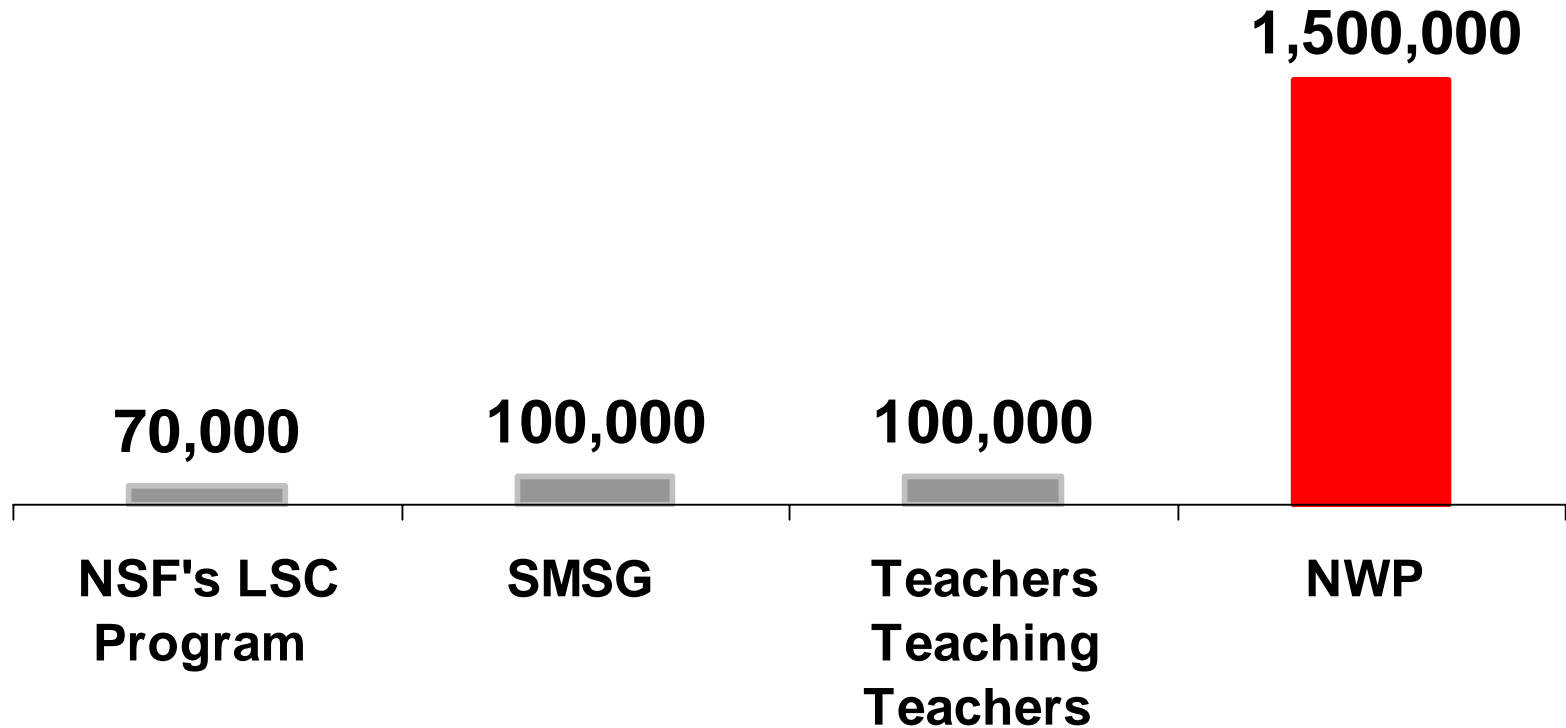 1,500,000
70,000
100,000
100,000
NSF's LSC
Program
SMSG
Teachers
Teaching
Teachers
NWP